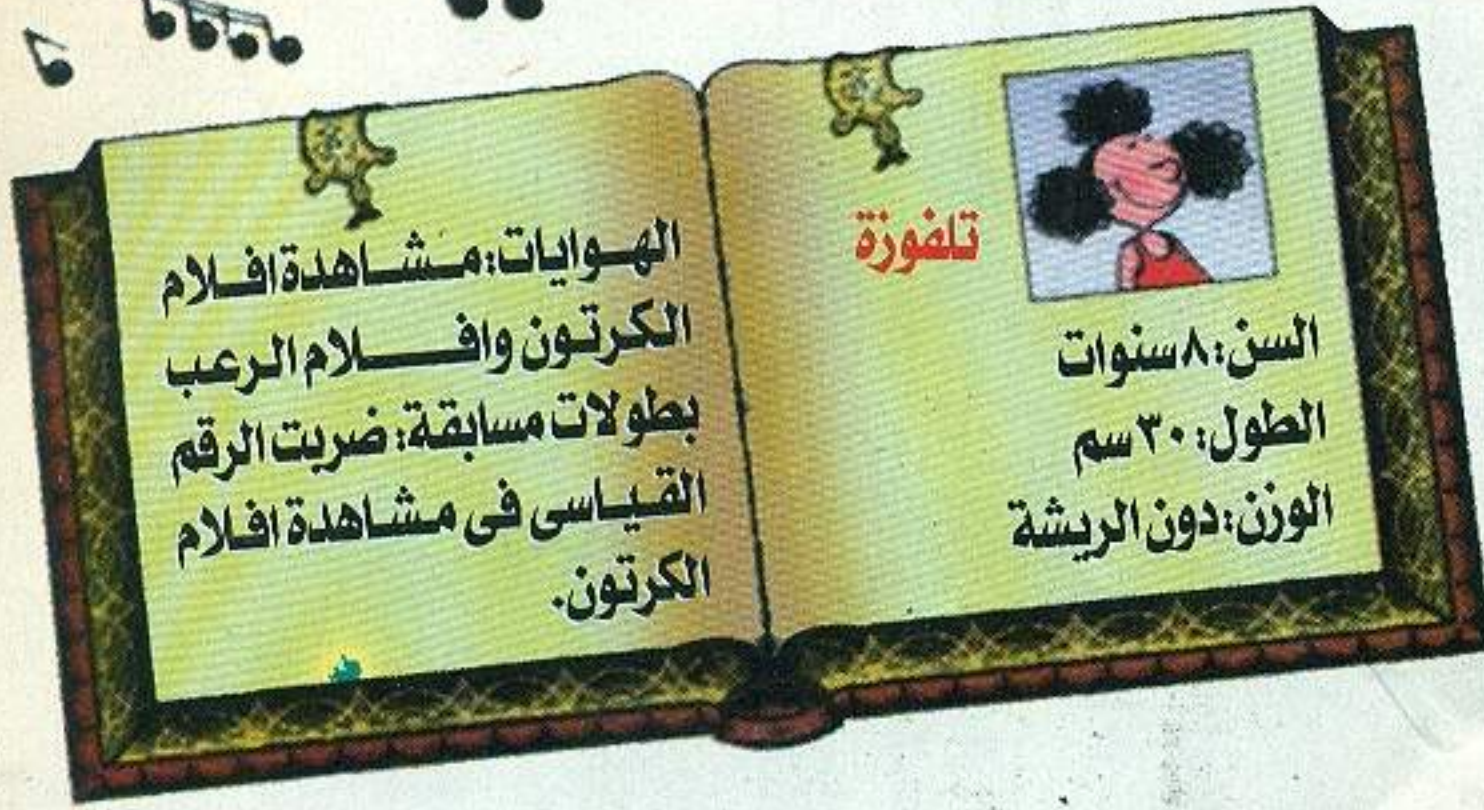 تلفوزة
السن: ٨ سنوات
الطول: ٣٠ سم
الوزن: دون الريشة
الهوايات: مشاهدة افلام
الكرتون وافلام الرعب
بطولات مسابقة: ضربت الرقم
القياسى فى مشاهدة افلام
الكرتون.